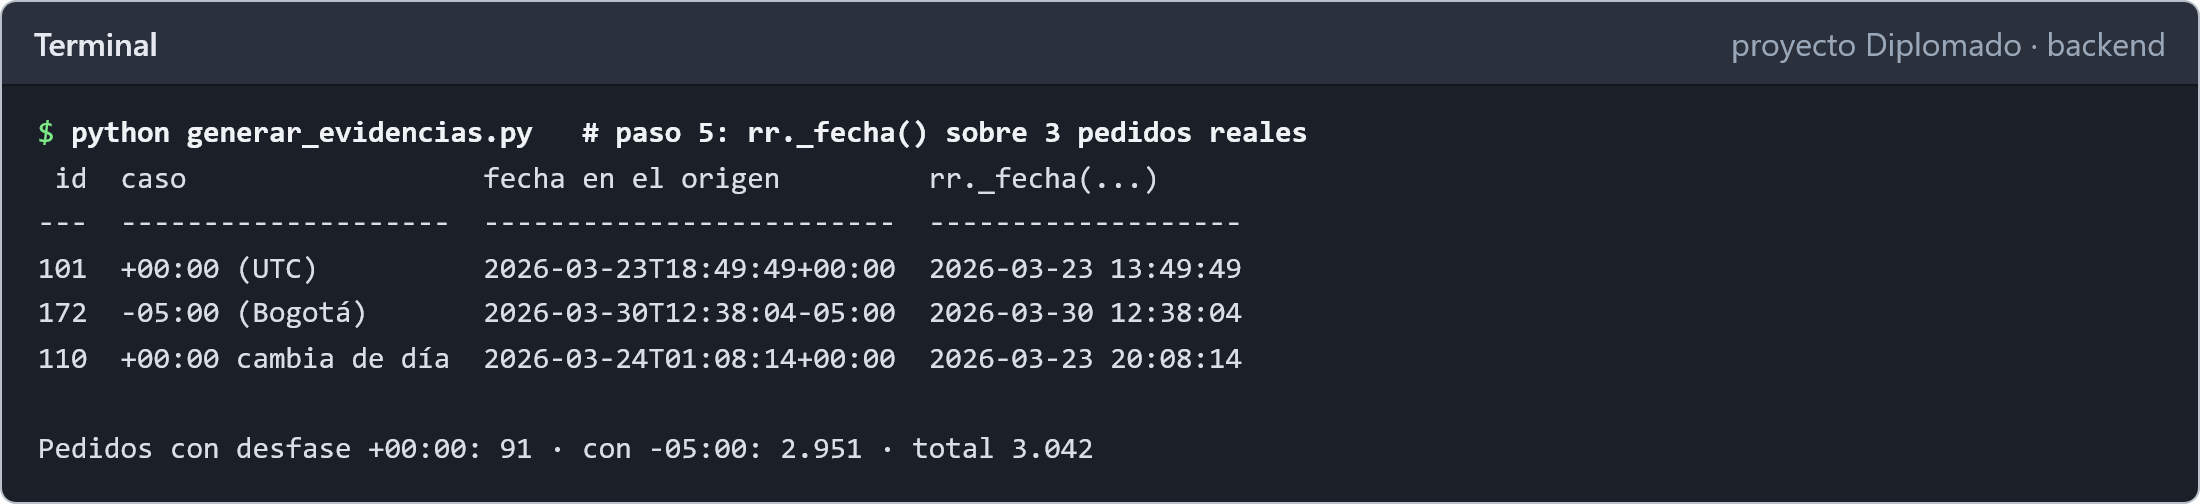 Terminal
proyecto Diplomado · backend
$ python generar_evidencias.py   # paso 5: rr._fecha() sobre 3 pedidos reales
 id  caso                  fecha en el origen         rr._fecha(...)
---  --------------------  -------------------------  -------------------
101  +00:00 (UTC)          2026-03-23T18:49:49+00:00  2026-03-23 13:49:49
172  -05:00 (Bogotá)       2026-03-30T12:38:04-05:00  2026-03-30 12:38:04
110  +00:00 cambia de día  2026-03-24T01:08:14+00:00  2026-03-23 20:08:14
Pedidos con desfase +00:00: 91 · con -05:00: 2.951 · total 3.042